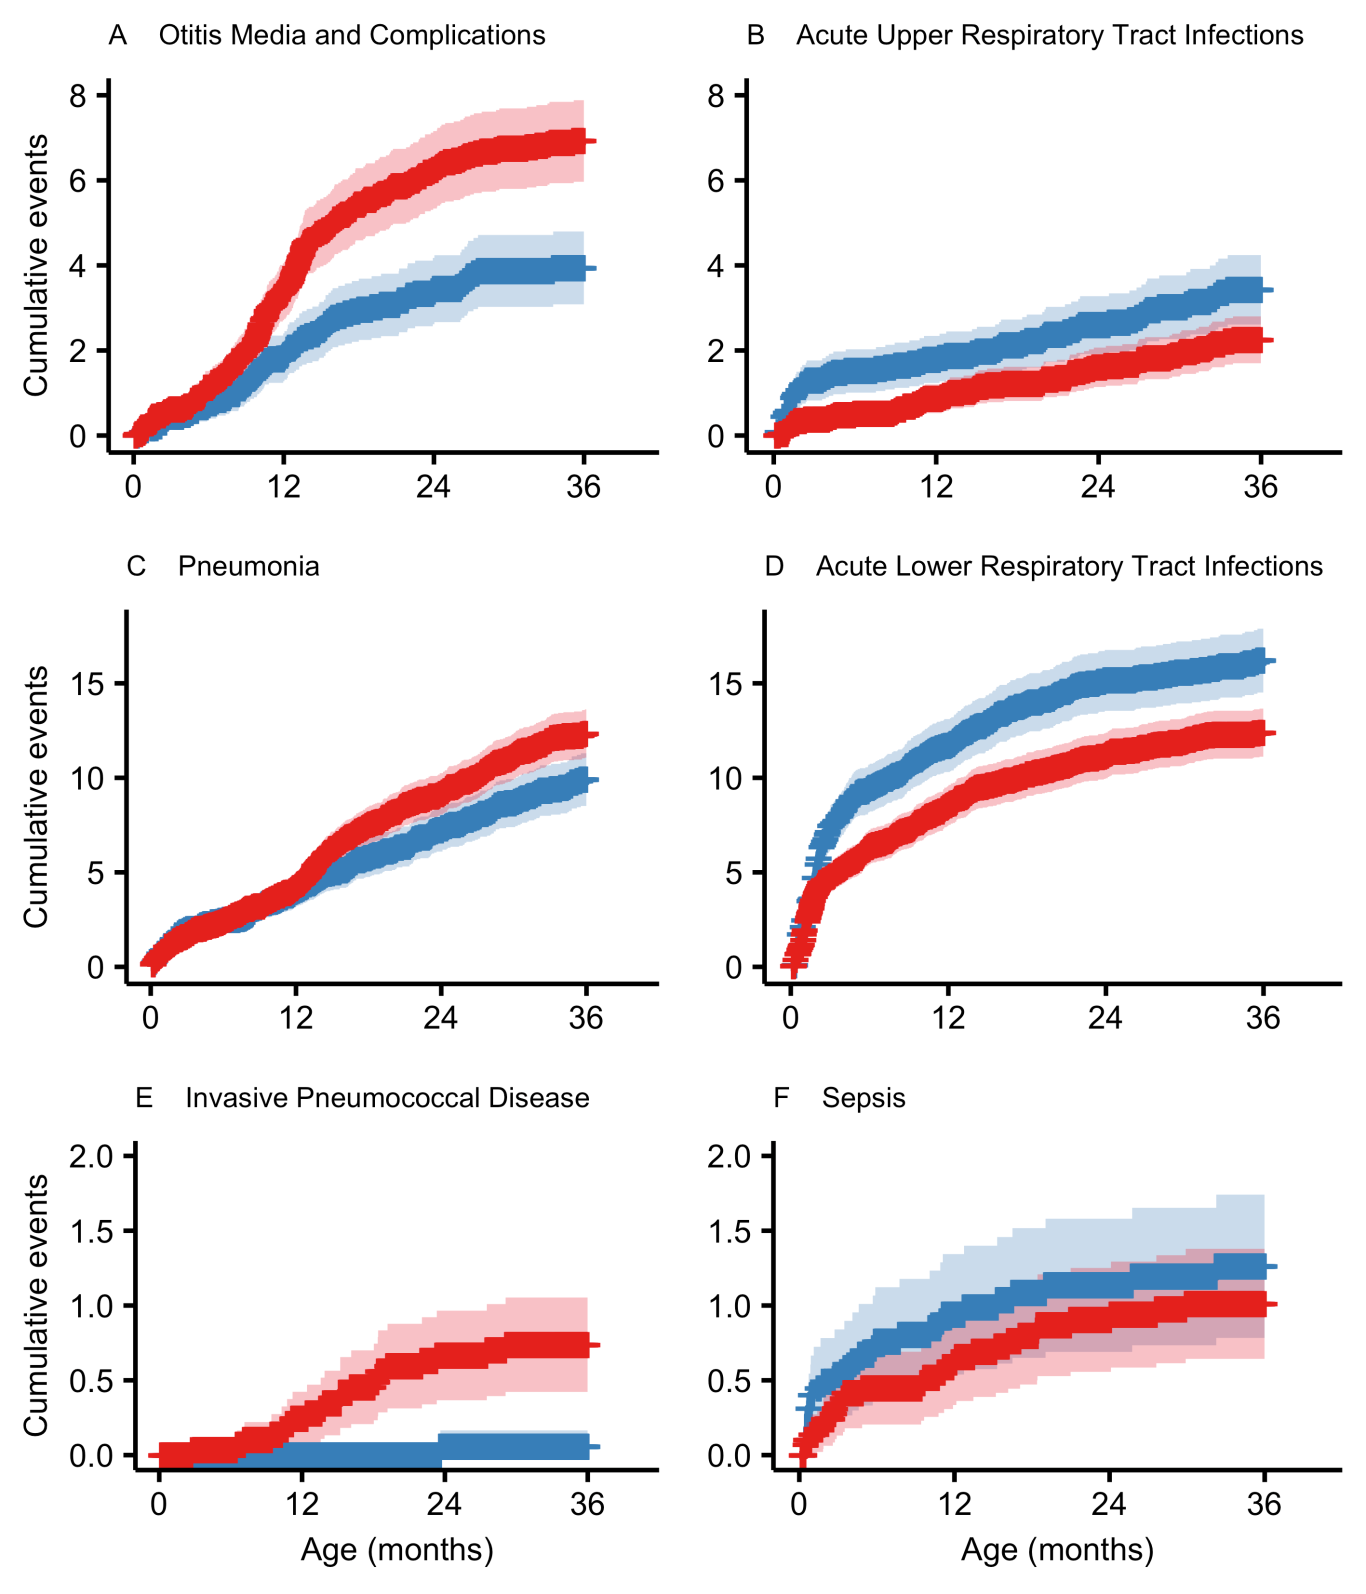 A Otitis Media and Complications
Cumulative events
8
6
4
2
0
0 12 24 36
B Acute Upper Respiratory Tract Infections
8
6
4
2
0
0 12 24 36
C Pneumonia
Cumulative events
15
10
5
0
0 12 24 36
D Acute Lower Respiratory Tract Infections
15
10
5
0
0 12 24 36
E Invasive Pneumococcal Disease
Cumulative events
2.0
1.5
1.0
0.5
0.0
0 12 24 36
Age (months)
F Sepsis
2.0
1.5
1.0
0.5
0.0
0 12 24 36
Age (months)